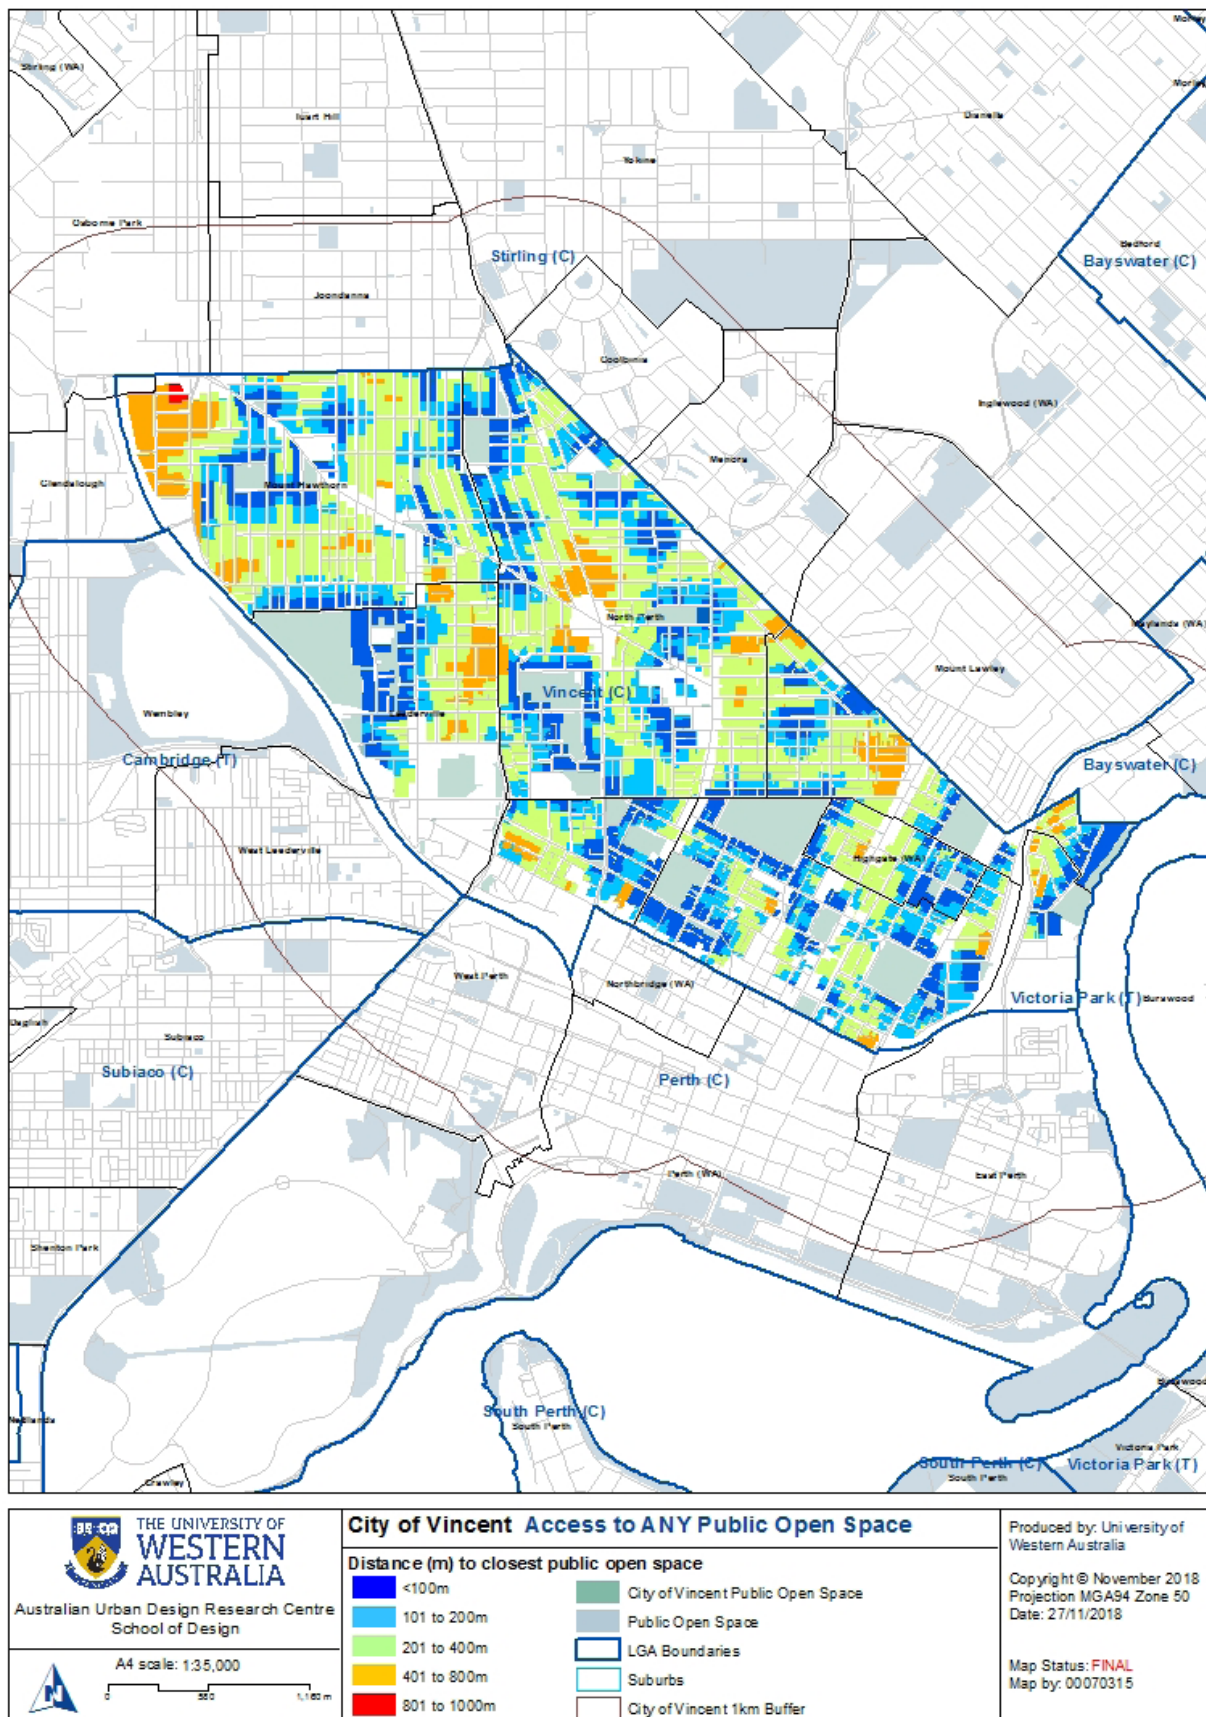 Morley
Stirling (WA)
Morley
Tuart Hill
Dianella
Yokine
Osborne Park
Bedford
Stirling (C)
Bayswater (C)
Joondanna
Coolbinia
Inglewood (WA)
Menora
Glendalough
Mount Hawthorn
North Perth
Maylands (WA)
Mount Lawley
Vincent (C)
Wembley
Leederville
Cambridge (T)
Bayswater (C)
West Leederville
Highgate (WA)
West Perth
Northbridge (WA)
Victoria Park (T)
Burswood
Daglish
Subiaco
Subiaco (C)
Perth (C)
Perth (WA)
East Perth
Shenton Park
Burswood
Nedlands
South Perth (C)
South Perth
Victoria Park
South Perth (C)
Victoria Park (T)
South Perth
Crawley
THE UNIVERSITY OF
WESTERN
AUSTRALIA
Australian Urban Design Research Centre
School of Design
A4 scale: 1:35,000
0
580
1,160 m
N
City of Vincent Access to ANY Public Open Space
Distance (m) to closest public open space
<100m
101 to 200m
201 to 400m
401 to 800m
801 to 1000m
City of Vincent Public Open Space
Public Open Space
LGA Boundaries
Suburbs
City of Vincent 1km Buffer
Produced by: University of
Western Australia
Copyright © November 2018
Projection MGA94 Zone 50
Date: 27/11/2018
Map Status: FINAL
Map by: 00070315